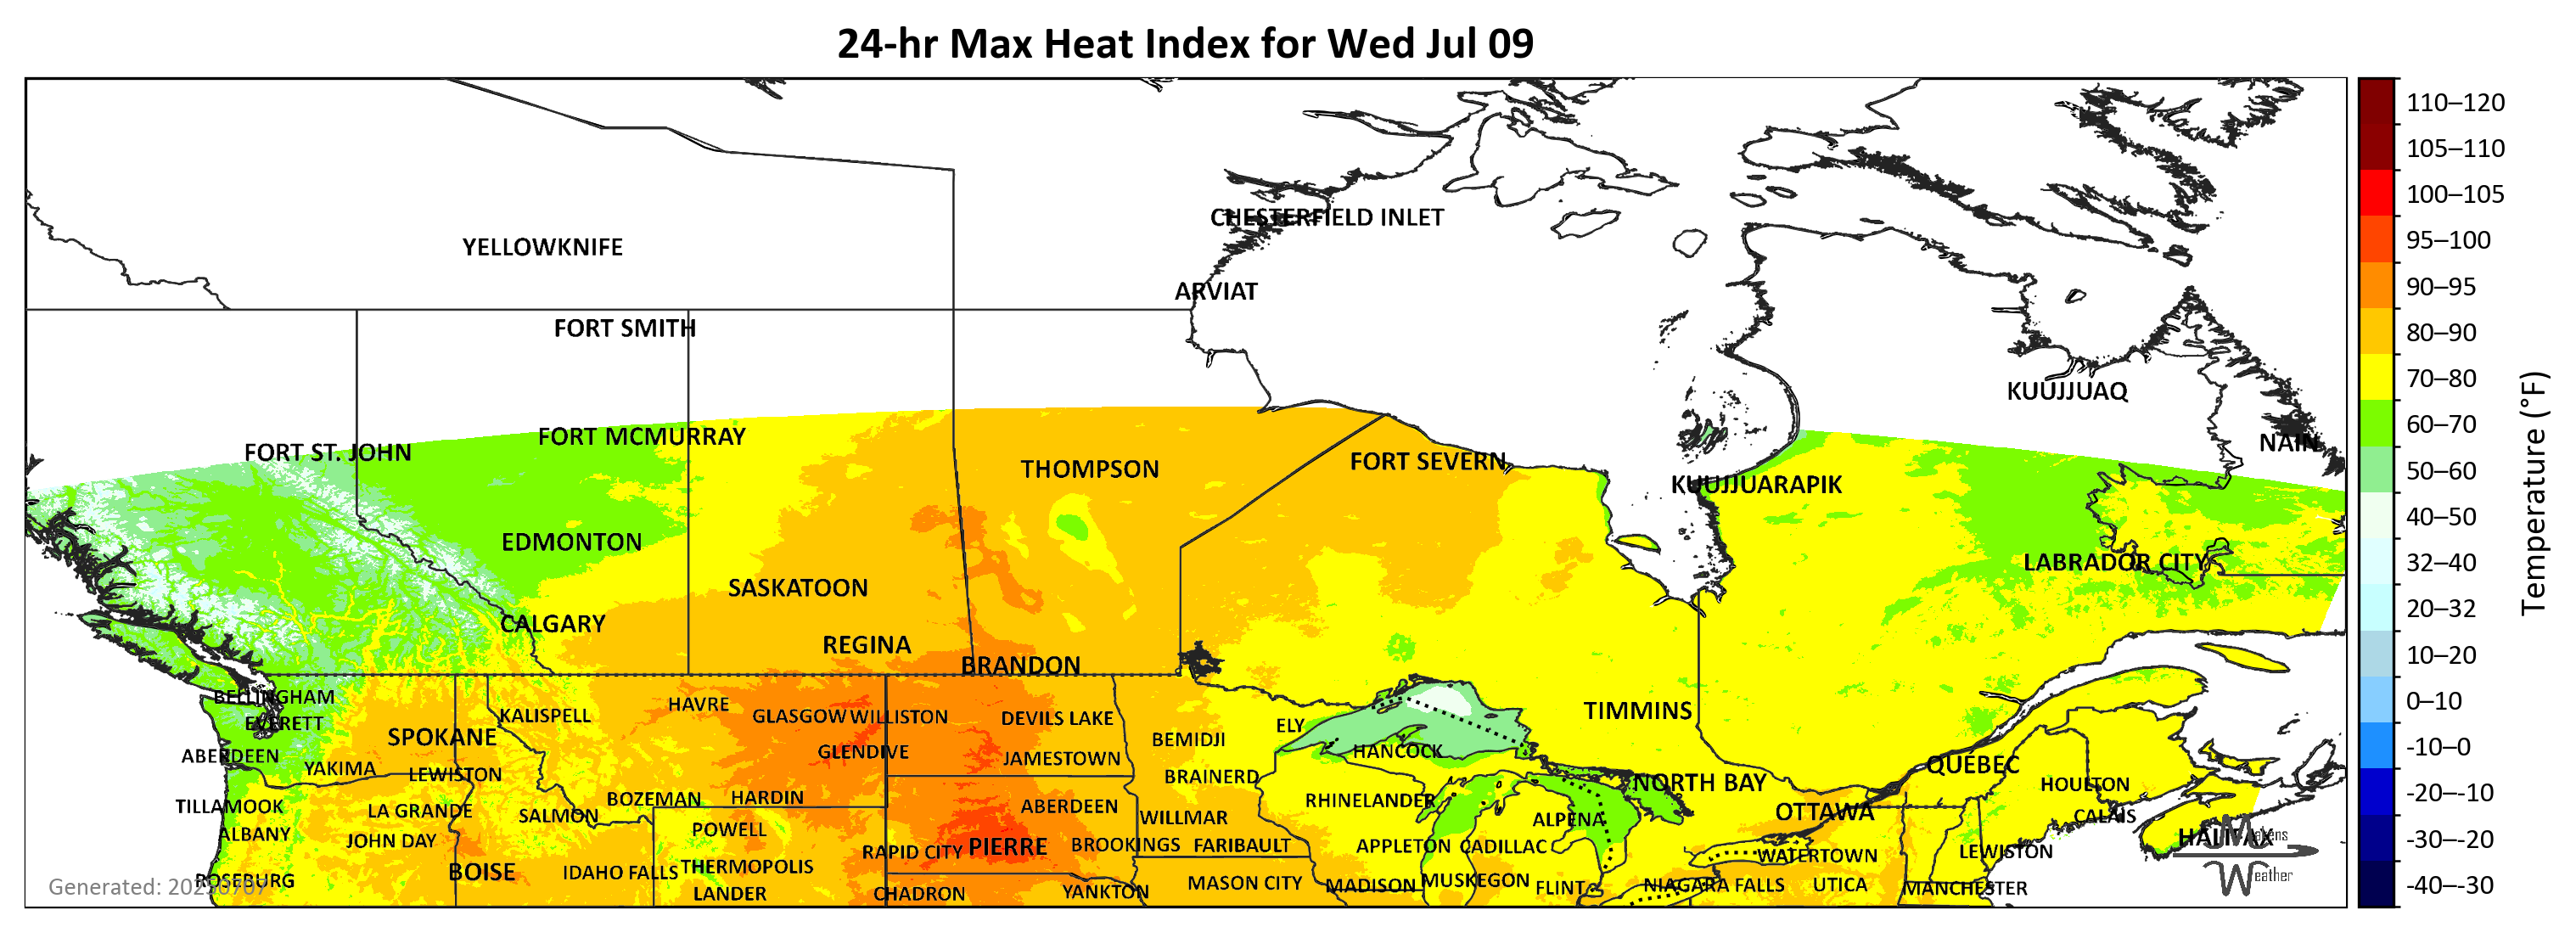 24-hr Max Heat Index for Wed Jul 09
110–120
105–110
100–105
95–100
90–95
80–90
70–80
60–70
50–60
40–50
32–40
20–32
10–20
0–10
-10–0
-20–-10
-30–-20
-40–-30
Temperature (°F)
CHESTERFIELD INLET
YELLOWKNIFE
ARVIAT
FORT SMITH
KUUJJUAQ
FORT MCMURRAY
NAIN
FORT ST. JOHN
FORT SEVERN
THOMPSON
KUUJJUARAPIK
EDMONTON
LABRADOR CITY
SASKATOON
CALGARY
REGINA
BRANDON
BELLINGHAM
HAVRE
TIMMINS
KALISPELL
GLASGOW
WILLISTON
DEVILS LAKE
EVERETT
ELY
SPOKANE
BEMIDJI
HANCOCK
GLENDIVE
ABERDEEN
JAMESTOWN
QUÉBEC
YAKIMA
LEWISTON
BRAINERD
NORTH BAY
HOULTON
BOZEMAN
HARDIN
RHINELANDER
TILLAMOOK
ABERDEEN
LA GRANDE
OTTAWA
SALMON
WILLMAR
CALAIS
ALPENA
POWELL
ALBANY
HALIFAX
JOHN DAY
BROOKINGS
FARIBAULT
APPLETON
CADILLAC
PIERRE
RAPID CITY
LEWISTON
WATERTOWN
THERMOPOLIS
BOISE
IDAHO FALLS
ROSEBURG
MUSKEGON
MASON CITY
MADISON
NIAGARA FALLS
UTICA
FLINT
MANCHESTER
YANKTON
LANDER
CHADRON
Weather